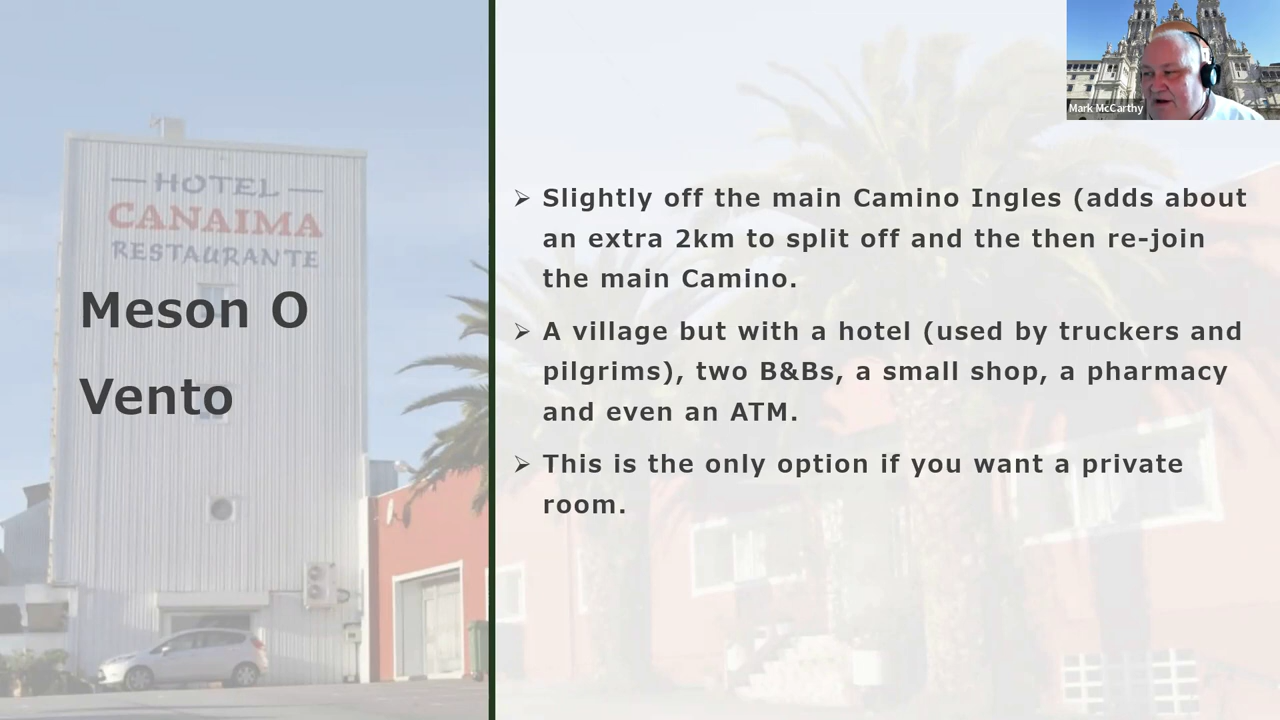 — HOTEL —
CANAIMA
RESTAURANTE
Meson O
Vento
Mark McCarthy
➢ Slightly off the main Camino Ingles (adds about
an extra 2km to split off and the then re-join
the main Camino.
➢ A village but with a hotel (used by truckers and
pilgrims), two B&Bs, a small shop, a pharmacy
and even an ATM.
➢ This is the only option if you want a private
room.